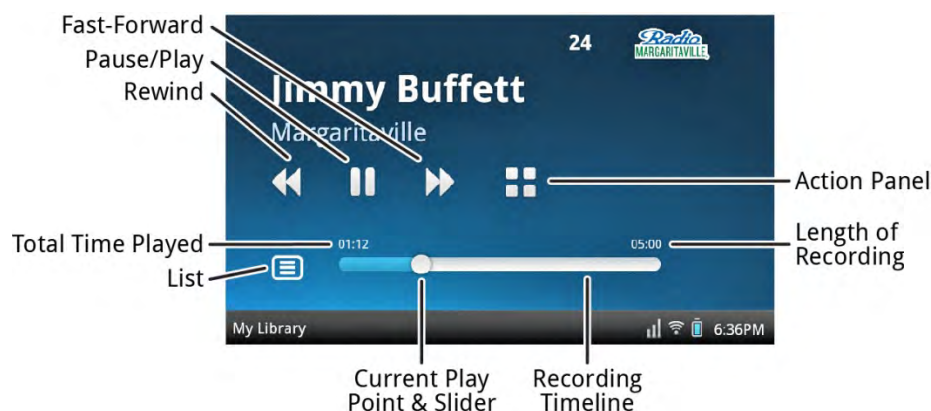 Fast-Forward
Pause/Play
Rewind
24
Radio
MARGARITAVILLE
Jimmy Buffett
Margaritaville
Action Panel
Total Time Played
01:12
05:00
Length of
Recording
List
My Library
6:36PM
Current Play
Point & Slider
Recording
Timeline